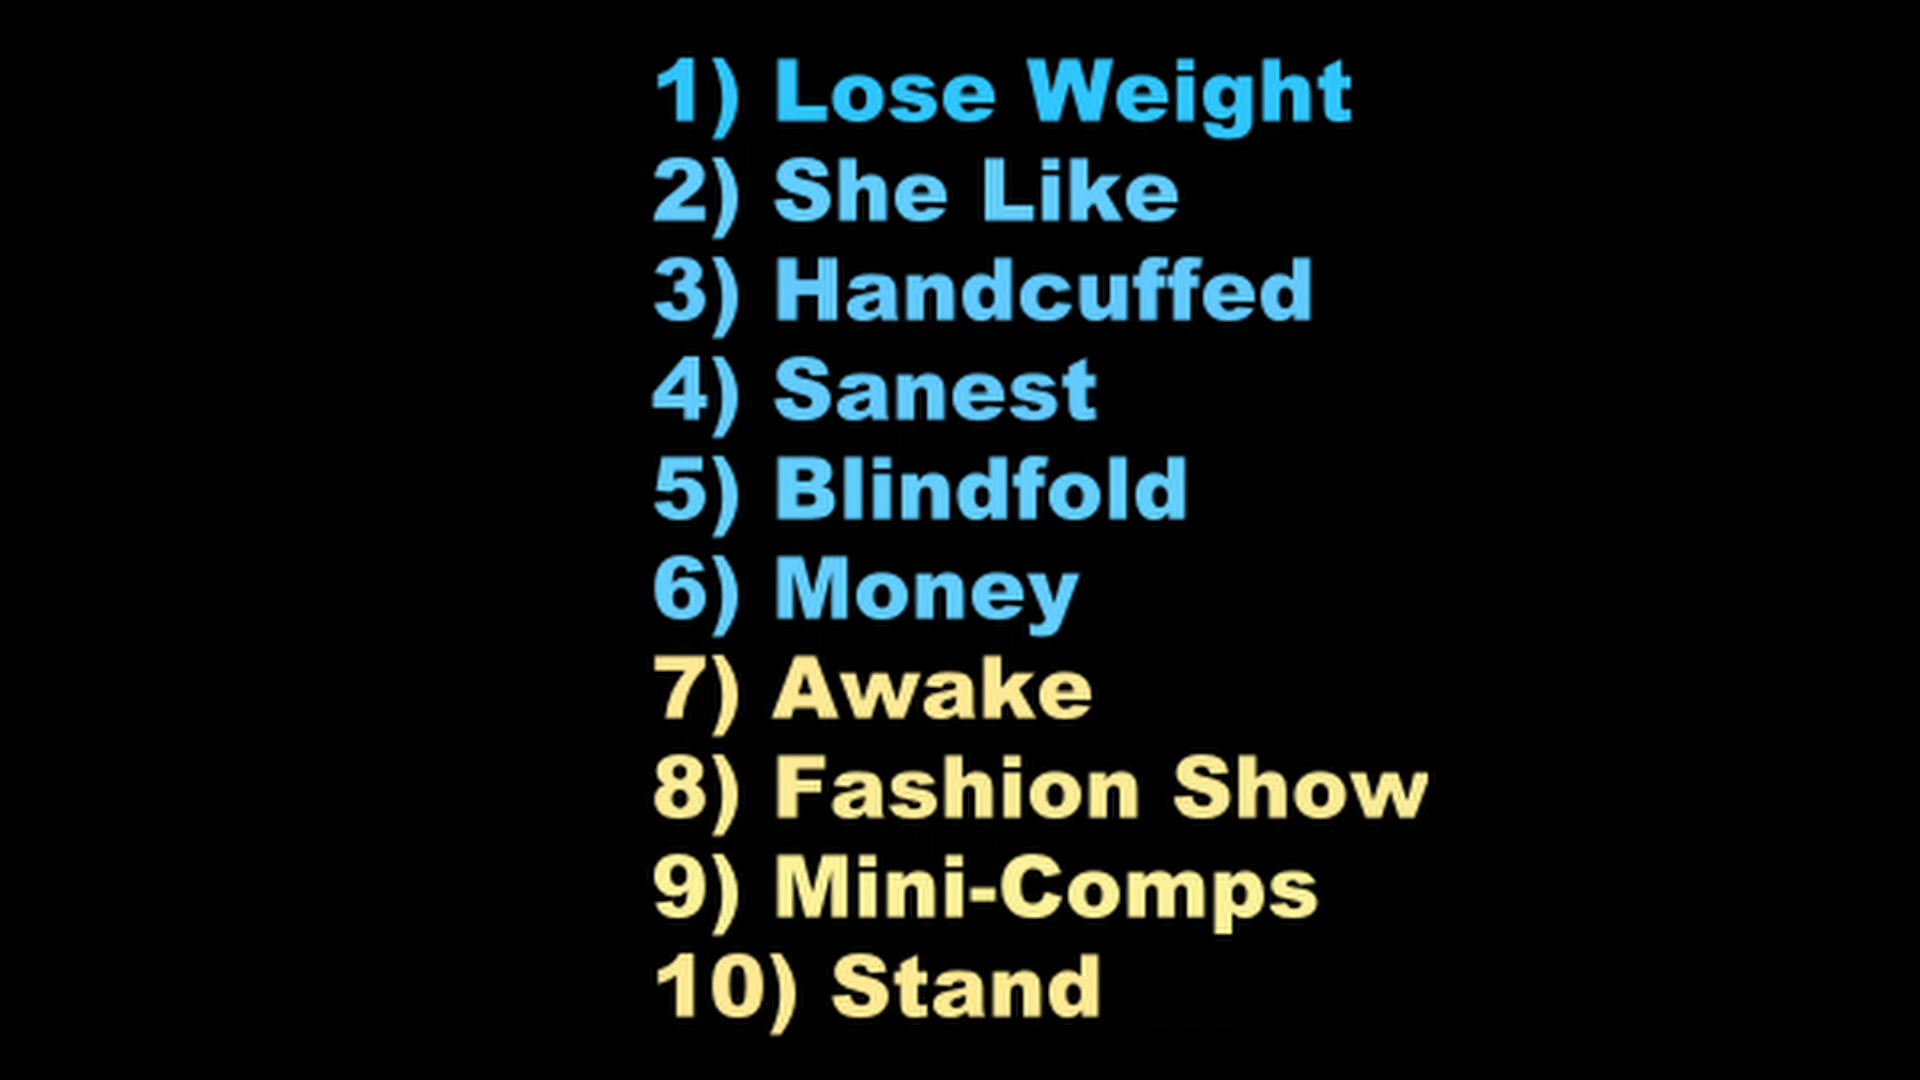 1) Lose Weight
2) She Like
3) Handcuffed
4) Sanest
5) Blindfold
6) Money
7) Awake
8) Fashion Show
9) Mini-Comps
10) Stand